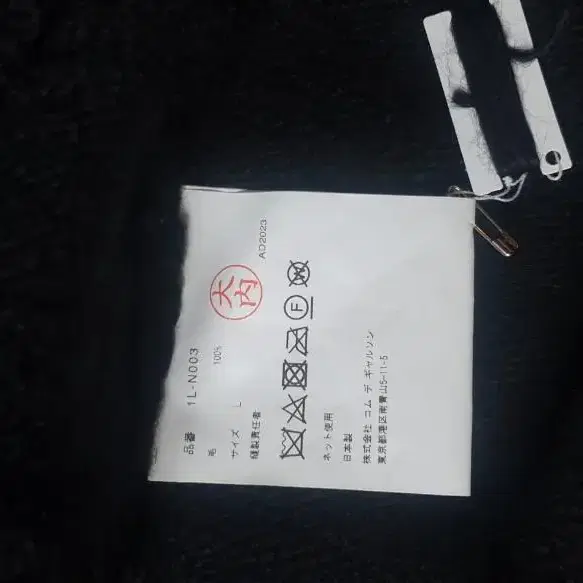 品番 1L-N003
毛 100%
サイズ L
縫製責任者 大内
AD2023
F
W
ネット使用
日本製
株式会社 コム デ ギャルソン
東京都港区南青山5-11-5